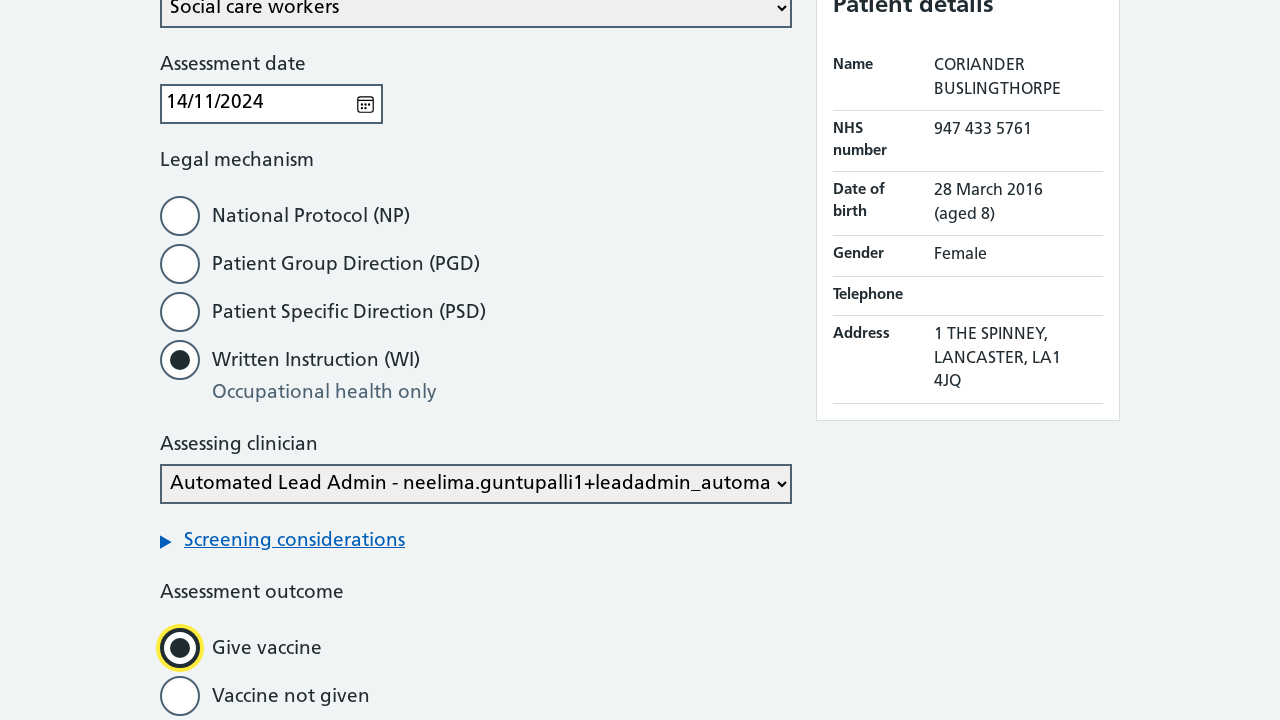 Social care workers
Assessment date
14/11/2024
Legal mechanism
National Protocol (NP)
Patient Group Direction (PGD)
Patient Specific Direction (PSD)
Written Instruction (WI)
Occupational health only
Assessing clinician
Automated Lead Admin - neelima.guntupalli1+leadadmin_automa
Screening considerations
Assessment outcome
Give vaccine
Vaccine not given
Patient details
Name CORIANDER
BUSLINGTHORPE
NHS
number 947 433 5761
Date of
birth 28 March 2016
(aged 8)
Gender Female
Telephone
Address 1 THE SPINNEY,
LANCASTER, LA1
4JQ